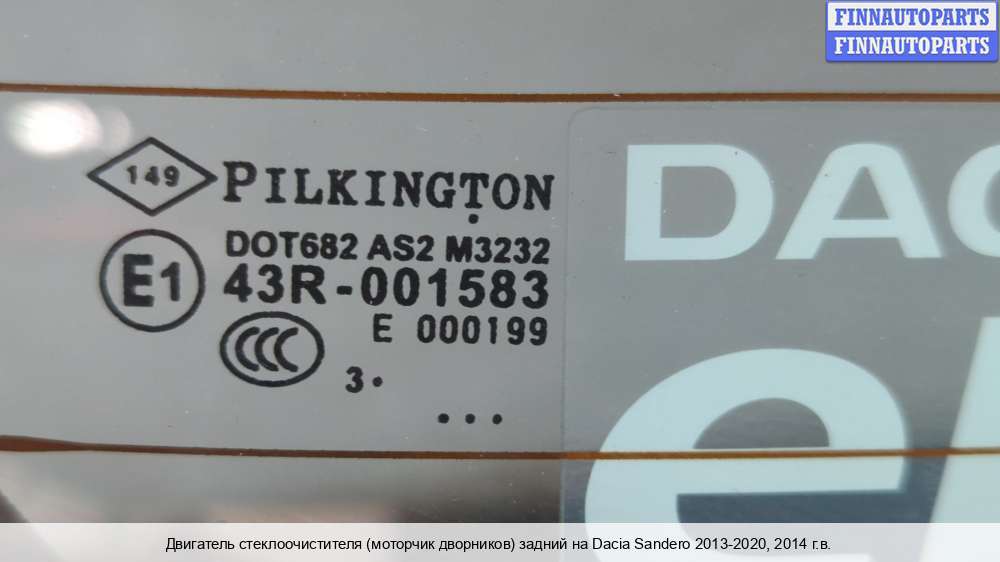 FINNAUTOPARTS
FINNAUTOPARTS
149
PILKINGTON
DOT682 AS2 M3232
E1
43R-001583
E 000199
CCC
3.
...
DAC
e
Двигатель стеклоочистителя (моторчик дворников) задний на Dacia Sandero 2013-2020, 2014 г.в.